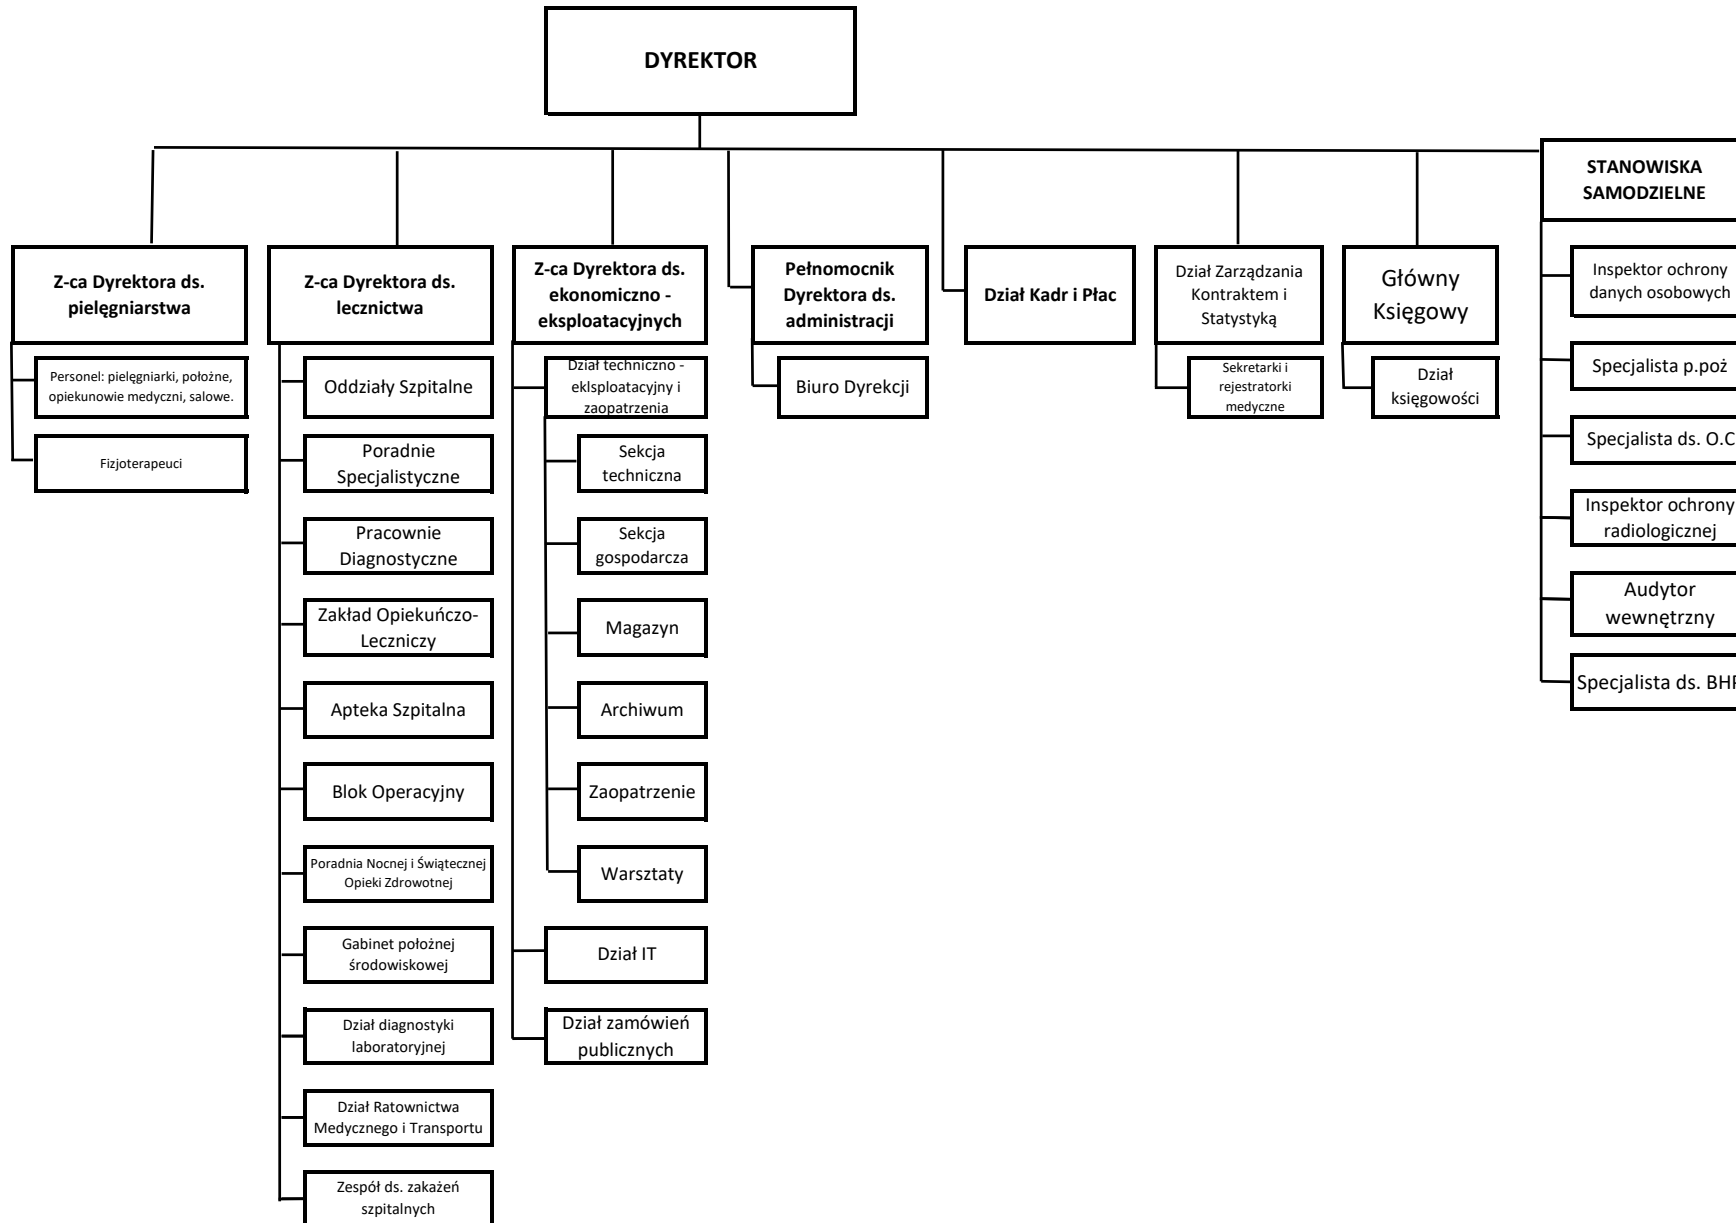 DYREKTOR
STANOWISKA
SAMODZIELNE
Z-ca Dyrektora ds.
pielęgniarstwa
Personel: pielęgniarki, położne,
opiekunowie medyczni, salowe.
Fizjoterapeuci
Z-ca Dyrektora ds.
lecznictwa
Oddziały Szpitalne
Poradnie
Specjalistyczne
Pracownie
Diagnostyczne
Zakład Opiekuńczo-
Leczniczy
Apteka Szpitalna
Blok Operacyjny
Poradnia Nocnej i Świątecznej
Opieki Zdrowotnej
Gabinet położnej
środowiskowej
Dział diagnostyki
laboratoryjnej
Dział Ratownictwa
Medycznego i Transportu
Zespół ds. zakażeń
szpitalnych
Z-ca Dyrektora ds.
ekonomiczno -
eksploatacyjnych
Dział techniczno -
eklsploatacyjny i
zaopatrzenia
Sekcja
techniczna
Sekcja
gospodarcza
Magazyn
Archiwum
Zaopatrzenie
Warsztaty
Dział IT
Dział zamówień
publicznych
Pełnomocnik
Dyrektora ds.
administracji
Biuro Dyrekcji
Dział Kadr i Płac
Dział Zarządzania
Kontraktem i
Statystyką
Sekretarki i
rejestratorki
medyczne
Główny
Księgowy
Dział
księgowości
Inspektor ochrony
danych osobowych
Specjalista p.poż
Specjalista ds. O.C
Inspektor ochrony
radiologicznej
Audytor
wewnętrzny
Specjalista ds. BHP